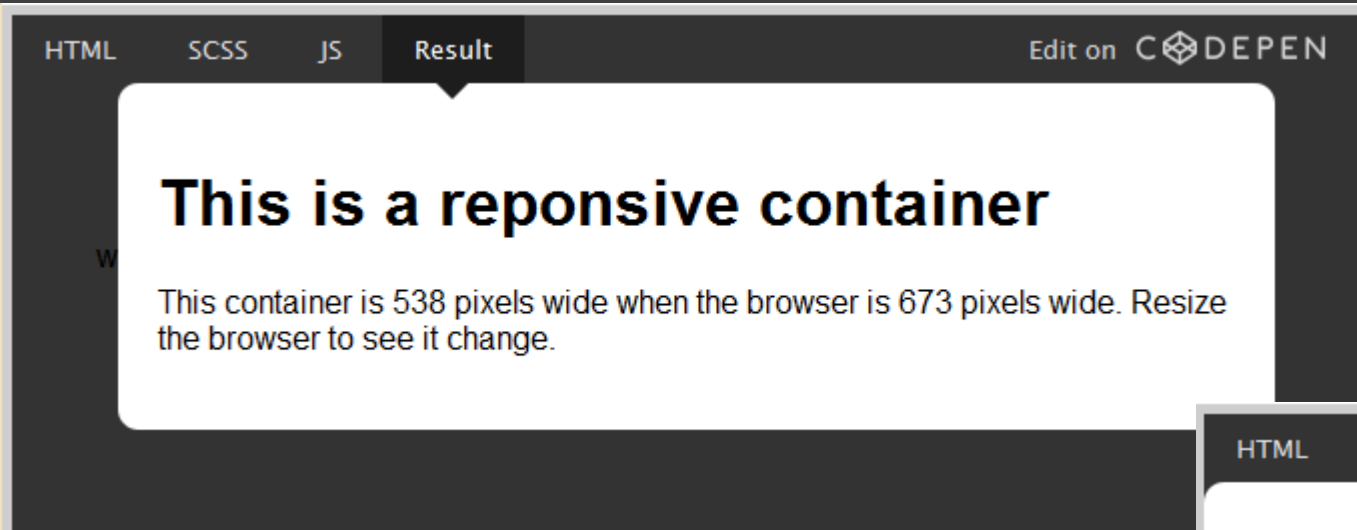 HTML SCSS JS Result Edit on CODEPEN
This is a reponsive container
w
This container is 538 pixels wide when the browser is 673 pixels wide. Resize
the browser to see it change.
HTML